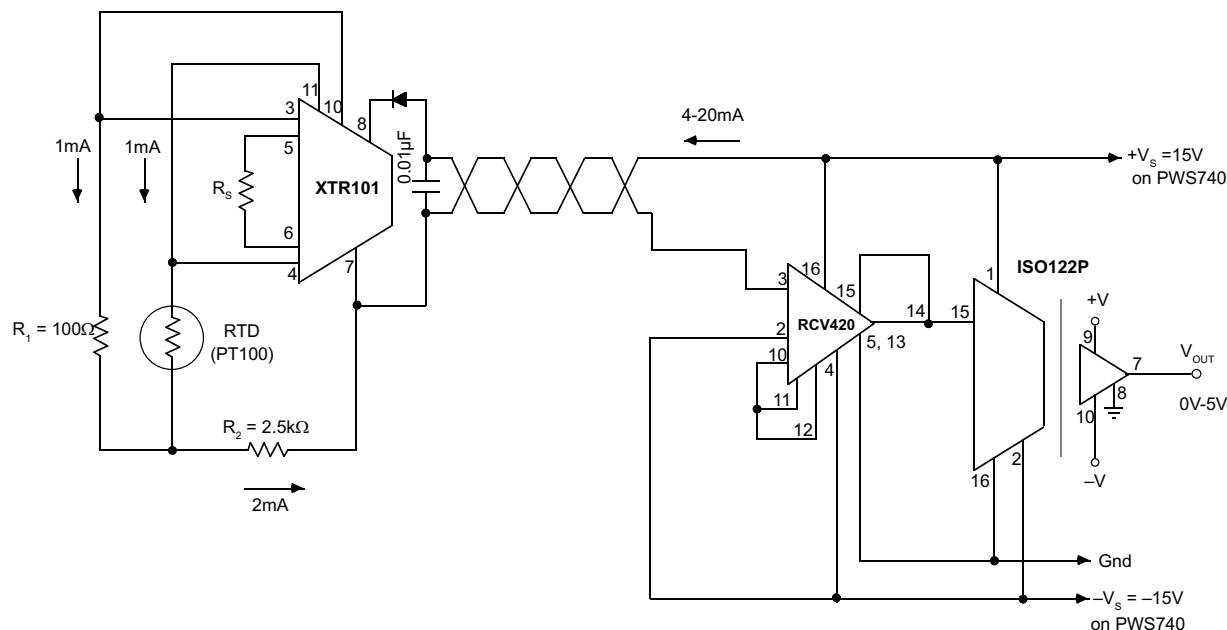 11
10
3
8
4-20mA
1mA
1mA
5
0.01µF
XTR101
R_S
+V_S =15V
on PWS740
6
4
7
16
15
1
ISO122P
3
+V
R_1 = 100Ω
RTD
(PT100)
RCV420
14
15
2
5, 13
9
10
4
7
V_OUT
8
11
10
0V-5V
R_2 = 2.5kΩ
12
2
16
–V
2mA
Gnd
–V_S = –15V
on PWS740